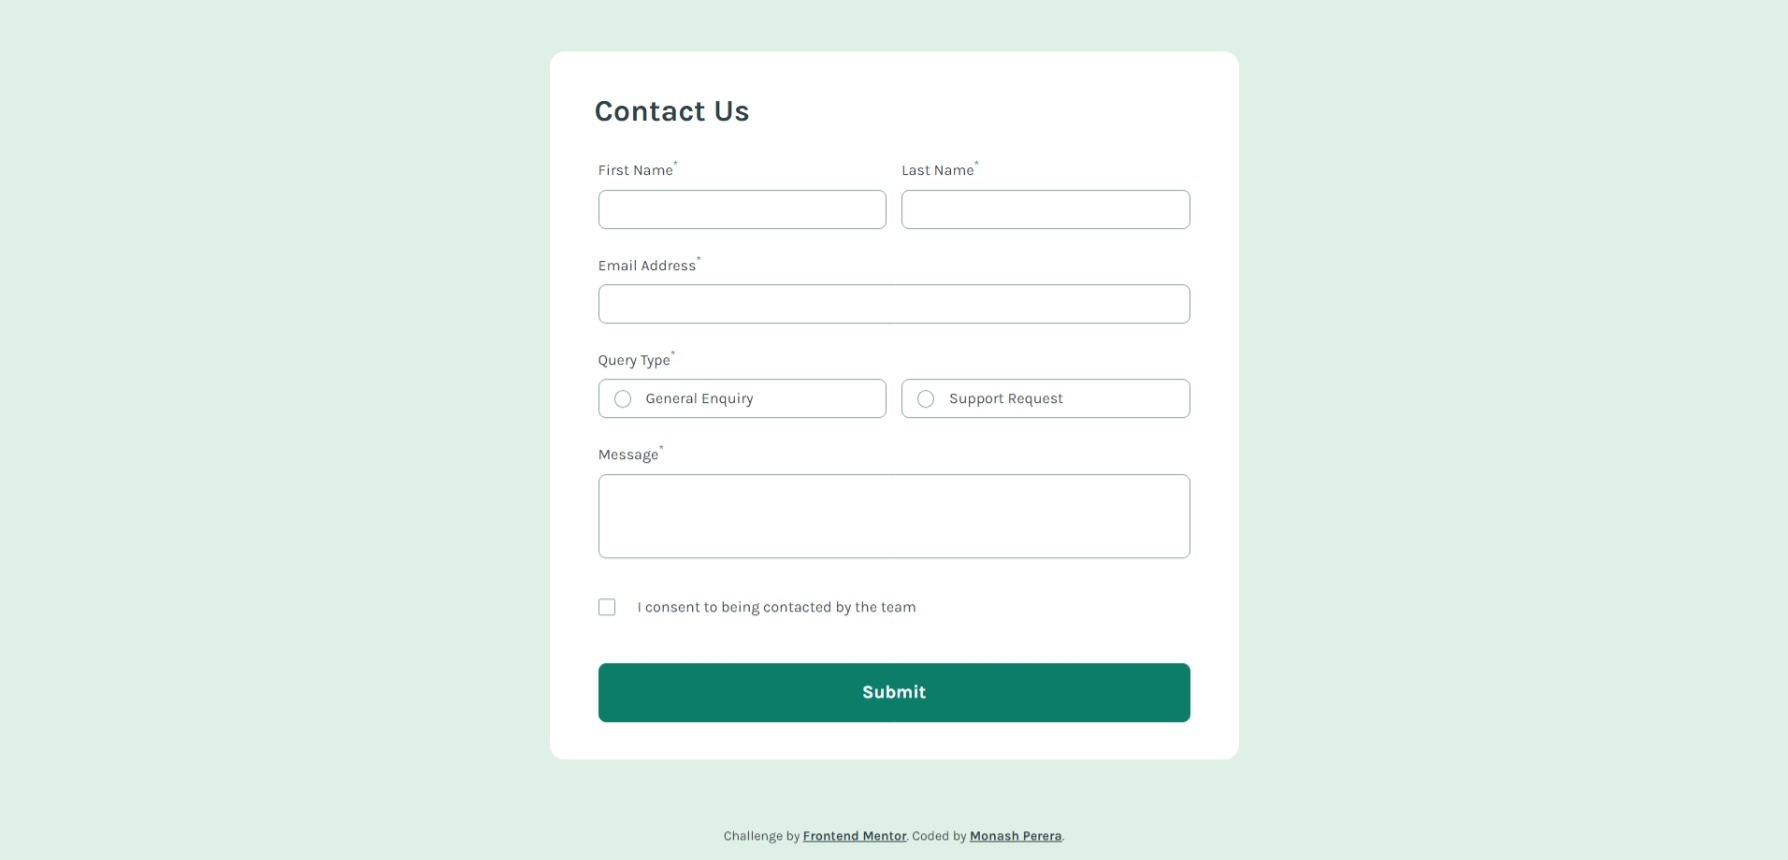 Contact Us
First Name* Last Name*
Email Address*
Query Type*
General Enquiry Support Request
Message*
I consent to being contacted by the team
Submit
Challenge by Frontend Mentor. Coded by Monash Perera.